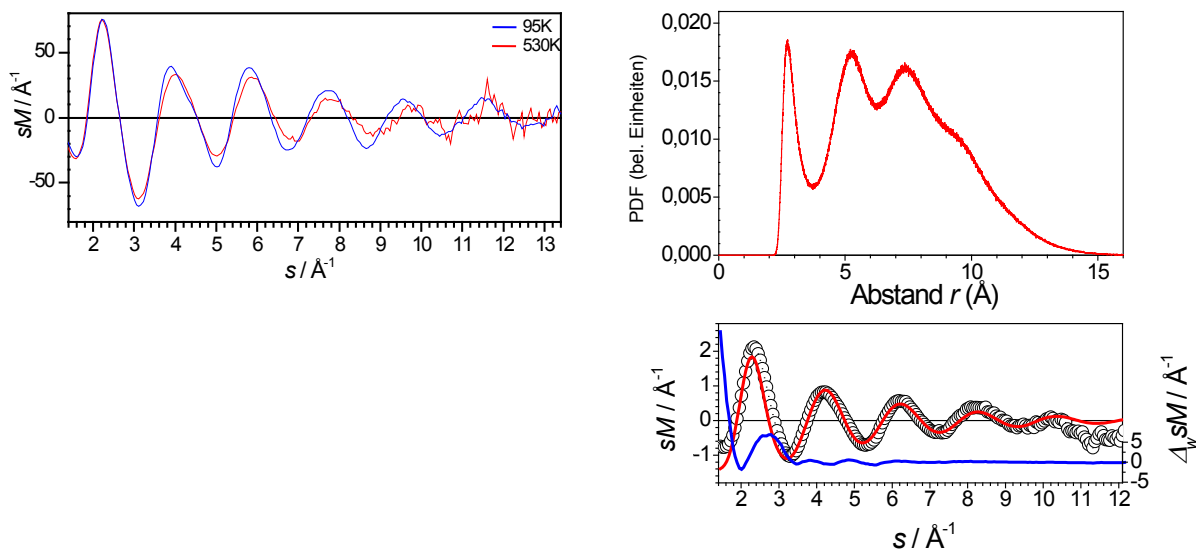 95K
530K
50
0
-50
sM / Å⁻¹
2 3 4 5 6 7 8 9 10 11 12 13
s / Å⁻¹
0,020
0,015
0,010
0,005
0,000
PDF (bel. Einheiten)
0 5 10 15
Abstand r (Å)
2
1
0
-1
sM / Å⁻¹
5
0
-5
Δ_w sM / Å⁻¹
2 3 4 5 6 7 8 9 10 11 12
s / Å⁻¹